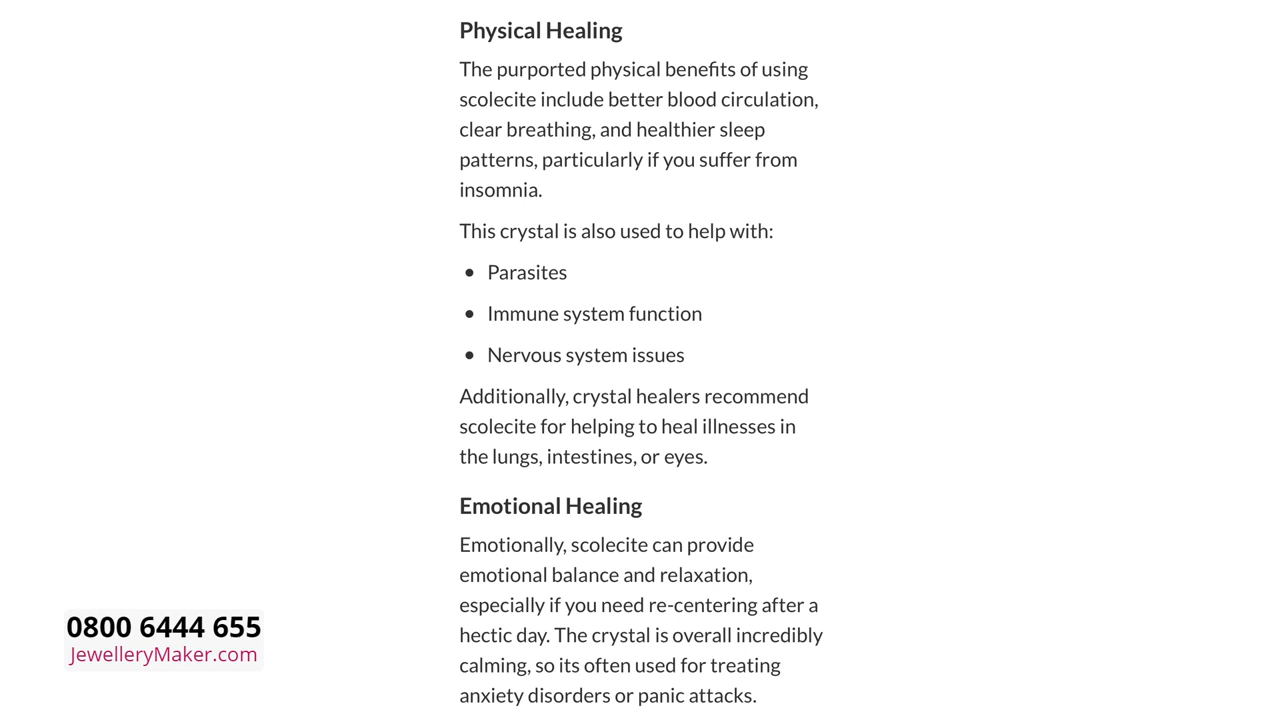 Physical Healing
The purported physical benefits of using
scolecite include better blood circulation,
clear breathing, and healthier sleep
patterns, particularly if you suffer from
insomnia.
This crystal is also used to help with:
• Parasites
• Immune system function
• Nervous system issues
Additionally, crystal healers recommend
scolecite for helping to heal illnesses in
the lungs, intestines, or eyes.
Emotional Healing
Emotionally, scolecite can provide
emotional balance and relaxation,
especially if you need re-centering after a
hectic day. The crystal is overall incredibly
calming, so its often used for treating
anxiety disorders or panic attacks.
0800 6444 655
JewelleryMaker.com